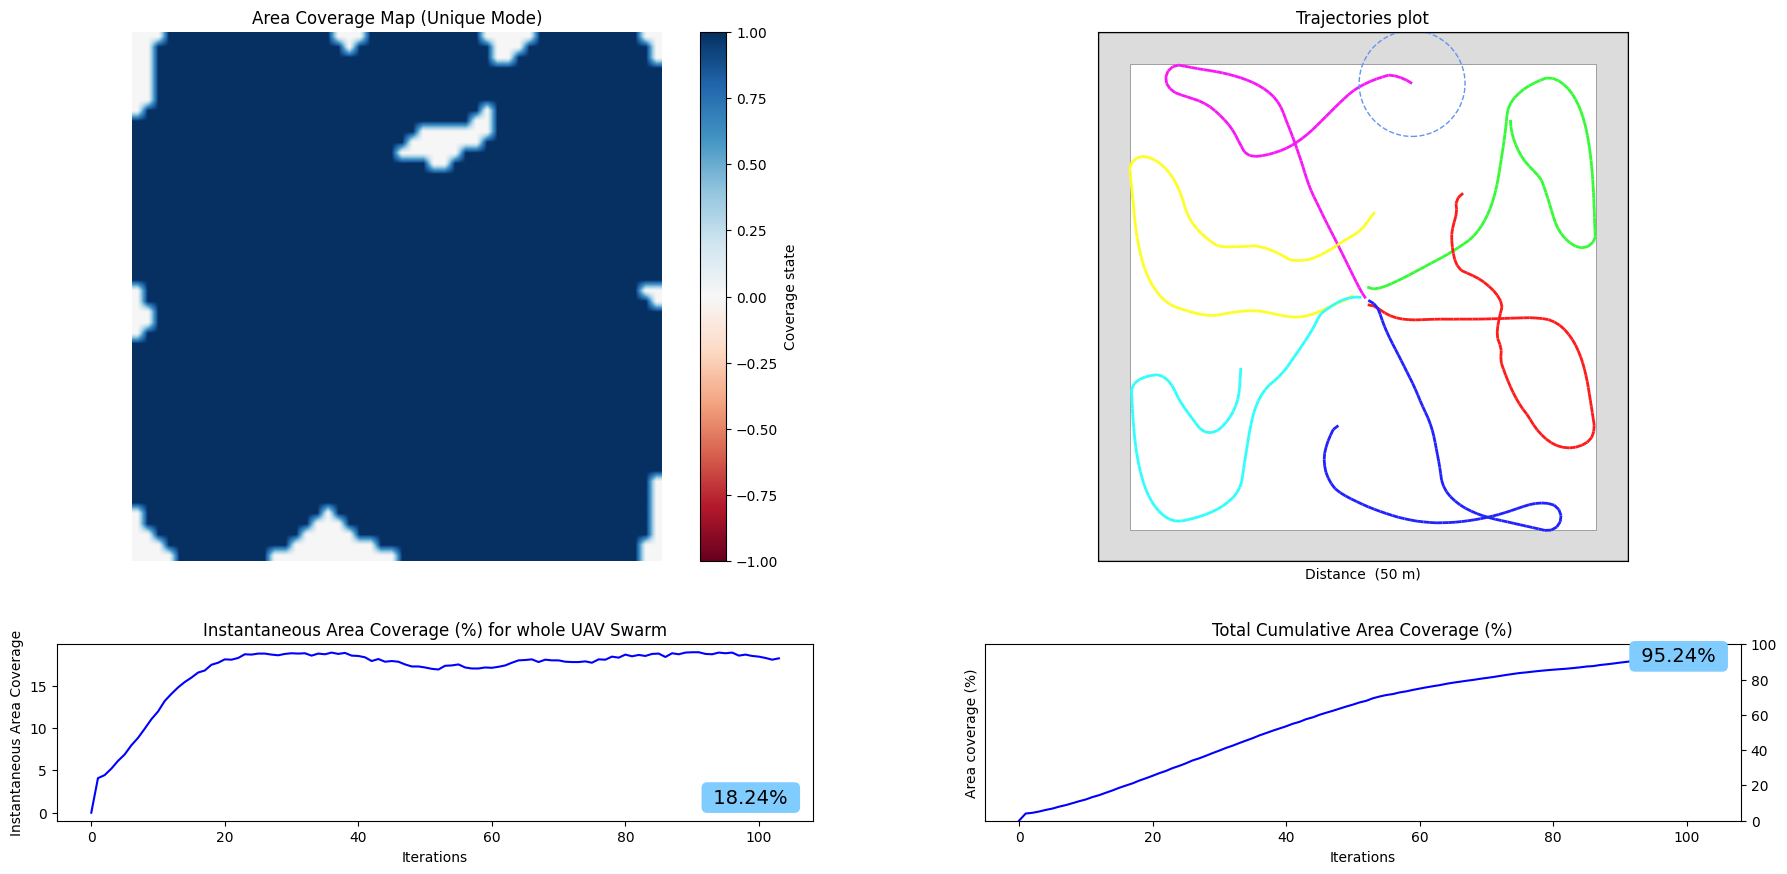 Area Coverage Map (Unique Mode)
1.00
0.75
0.50
0.25
0.00
−0.25
−0.50
−0.75
−1.00
Coverage state
Trajectories plot
Distance  (50 m)
Instantaneous Area Coverage (%) for whole UAV Swarm
Instantaneous Area Coverage
15
10
5
0
18.24%
0 20 40 60 80 100
Iterations
Total Cumulative Area Coverage (%)
Area coverage (%)
95.24%
100
80
60
40
20
0
0 20 40 60 80 100
Iterations